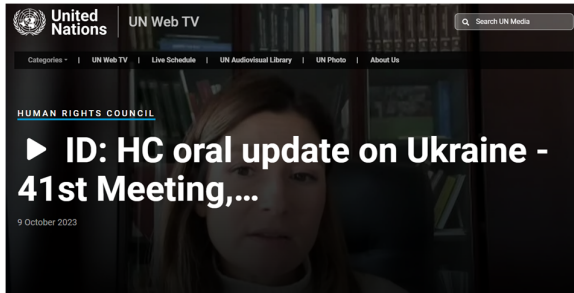 United
Nations
UN Web TV
Search UN Media
Categories
UN Web TV
Live Schedule
UN Audiovisual Library
UN Photo
About Us
HUMAN RIGHTS COUNCIL
ID: HC oral update on Ukraine -
41st Meeting,...
9 October 2023